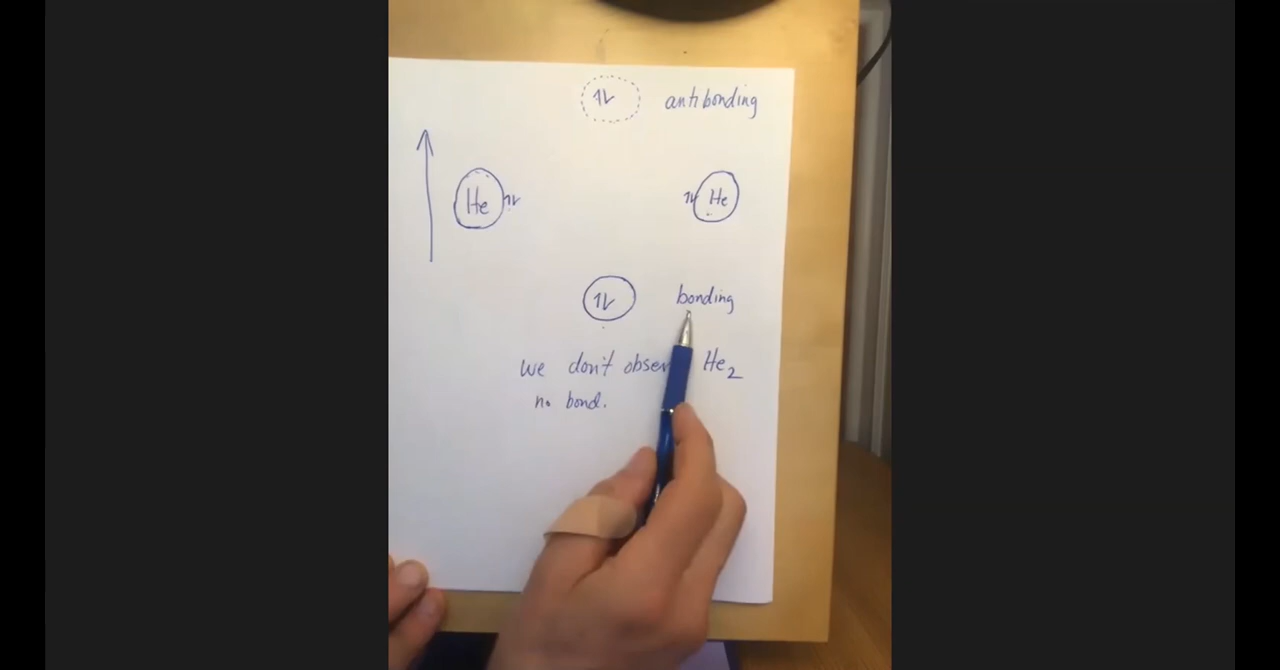 antibonding
He He
bonding
we don't obser He2
no bond.